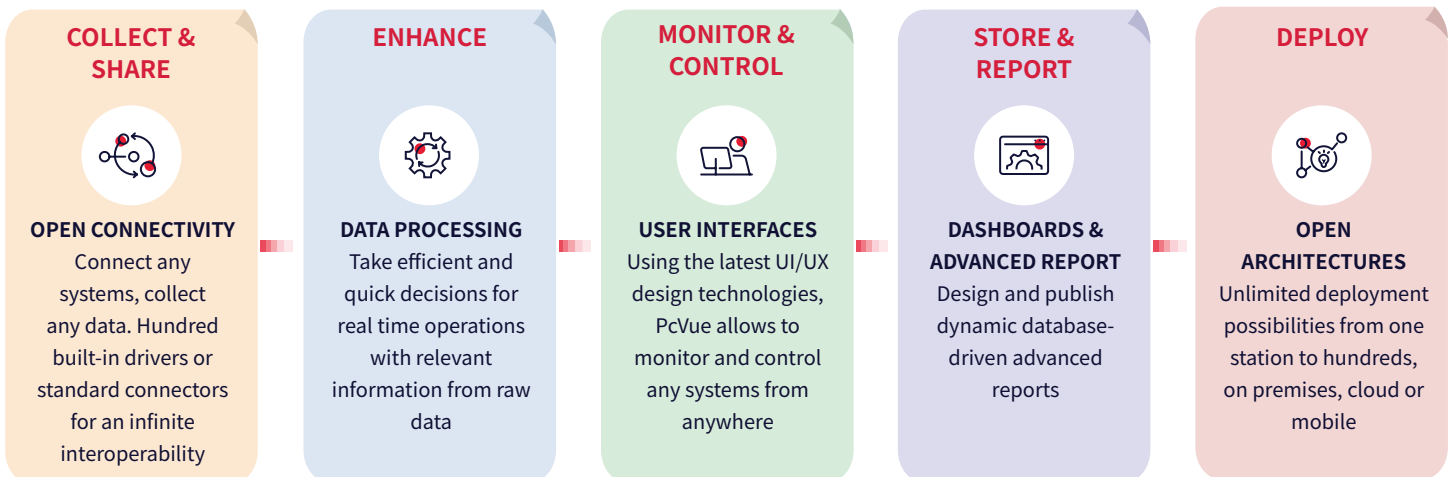 COLLECT &
SHARE
OPEN CONNECTIVITY
Connect any
systems, collect
any data. Hundred
built-in drivers or
standard connectors
for an infinite
interoperability
ENHANCE
DATA PROCESSING
Take efficient and
quick decisions for
real time operations
with relevant
information from raw
data
MONITOR &
CONTROL
USER INTERFACES
Using the latest UI/UX
design technologies,
PcVue allows to
monitor and control
any systems from
anywhere
STORE &
REPORT
DASHBOARDS &
ADVANCED REPORT
Design and publish
dynamic database-
driven advanced
reports
DEPLOY
OPEN
ARCHITECTURES
Unlimited deployment
possibilities from one
station to hundreds,
on premises, cloud or
mobile